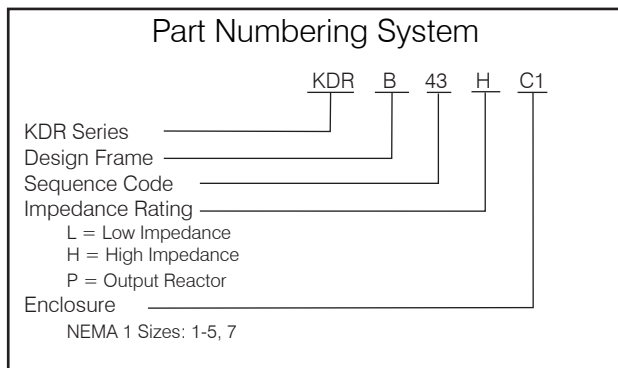 Part Numbering System
KDR B 43 H C1
KDR Series
Design Frame
Sequence Code
Impedance Rating
L = Low Impedance
H = High Impedance
P = Output Reactor
Enclosure
NEMA 1 Sizes: 1-5, 7